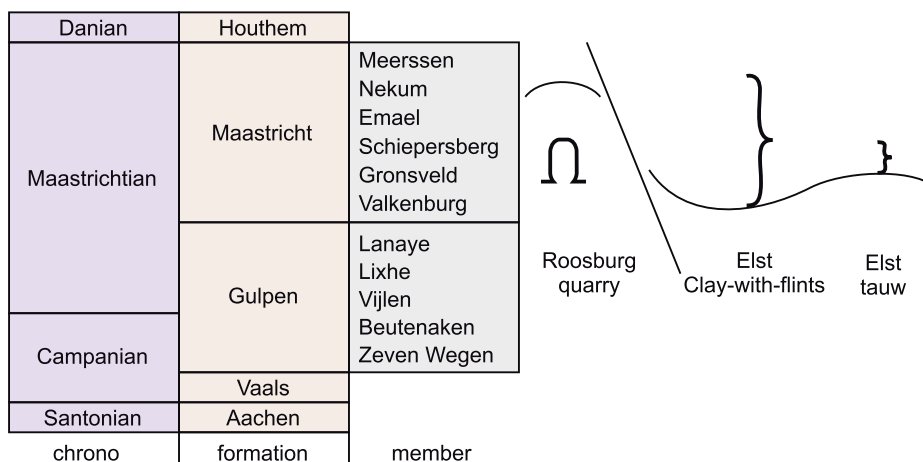 Danian
Houthem
Maastrichtian
Maastricht
Meerssen
Nekum
Emael
Schiepersberg
Gronsveld
Valkenburg
Gulpen
Lanaye
Lixhe
Vijlen
Beutenaken
Zeven Wegen
Campanian
Vaals
Santonian
Aachen
chrono
formation
member
Ω
Roosburg
quarry
Elst
Clay-with-flints
Elst
tauw